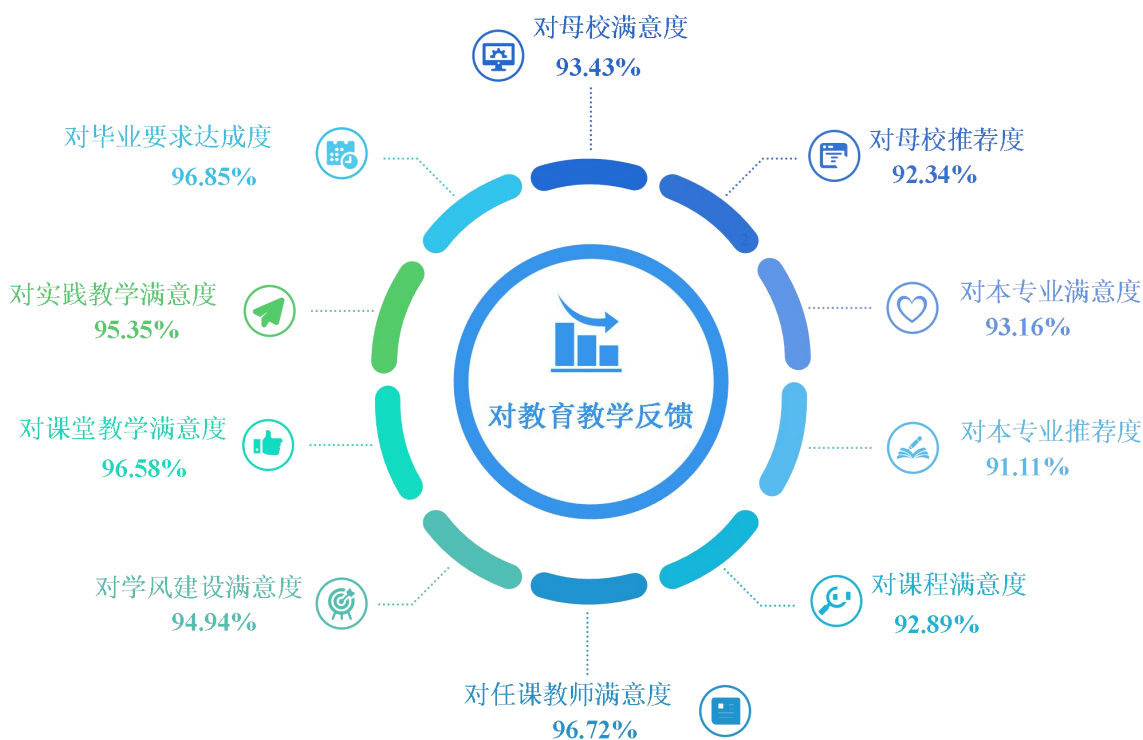 对母校满意度
93.43%
对母校推荐度
92.34%
对本专业满意度
93.16%
对本专业推荐度
91.11%
对课程满意度
92.89%
对任课教师满意度
96.72%
对学风建设满意度
94.94%
对课堂教学满意度
96.58%
对实践教学满意度
95.35%
对毕业要求达成度
96.85%
对教育教学反馈